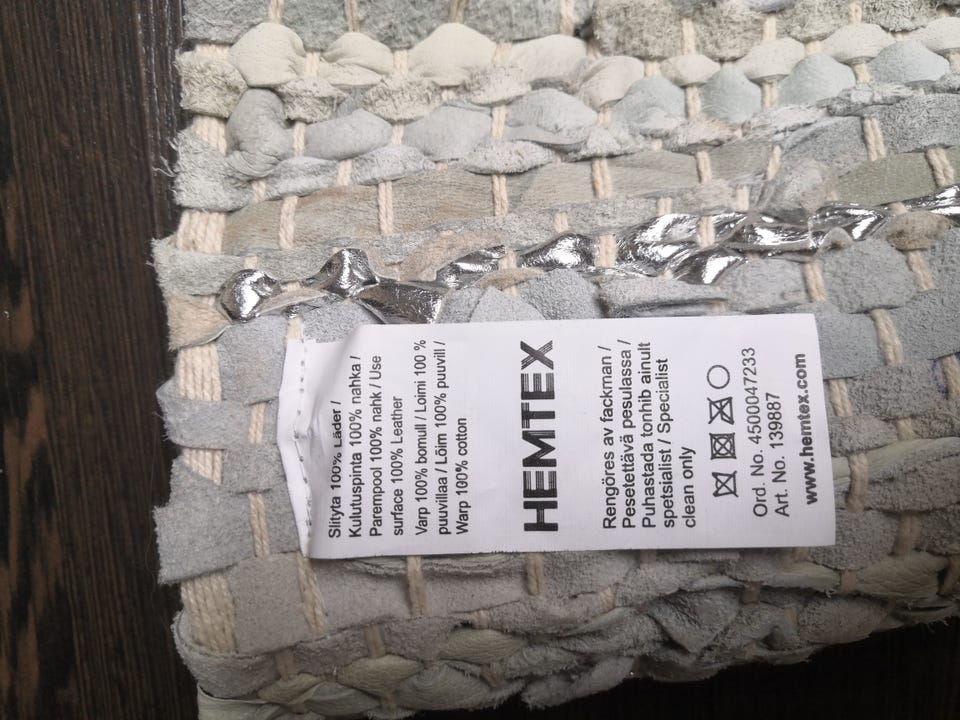 Slityta 100% Läder /
Kulutuspinta 100% nahka /
Parempool 100% nahk / Use
surface 100% Leather
Varp 100% bomull / Loimi 100 %
puuvillaa / Lõim 100% puuvill /
Warp 100% cotton
HEMTEX
Rengöres av fackman /
Pesetettävä pesulassa /
Puhastada tonhib ainult
spetsialist / Specialist
clean only
Ord. No. 4500047233
Art. No. 139887
www.hemtex.com